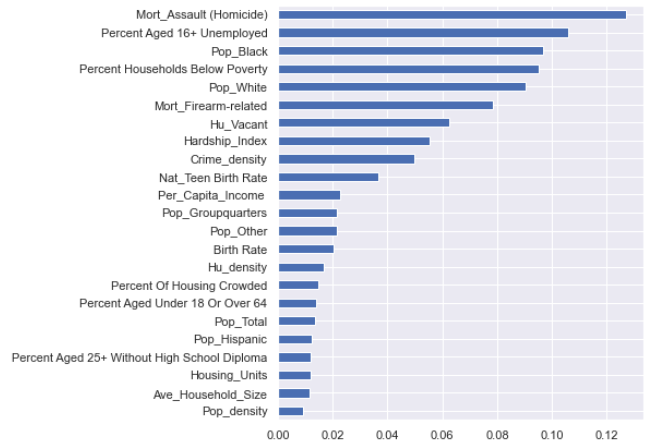 Mort_Assault (Homicide)
Percent Aged 16+ Unemployed
Pop_Black
Percent Households Below Poverty
Pop_White
Mort_Firearm-related
Hu_Vacant
Hardship_Index
Crime_density
Nat_Teen Birth Rate
Per_Capita_Income
Pop_Groupquarters
Pop_Other
Birth Rate
Hu_density
Percent Of Housing Crowded
Percent Aged Under 18 Or Over 64
Pop_Total
Pop_Hispanic
Percent Aged 25+ Without High School Diploma
Housing_Units
Ave_Household_Size
Pop_density
0.00 0.02 0.04 0.06 0.08 0.10 0.12